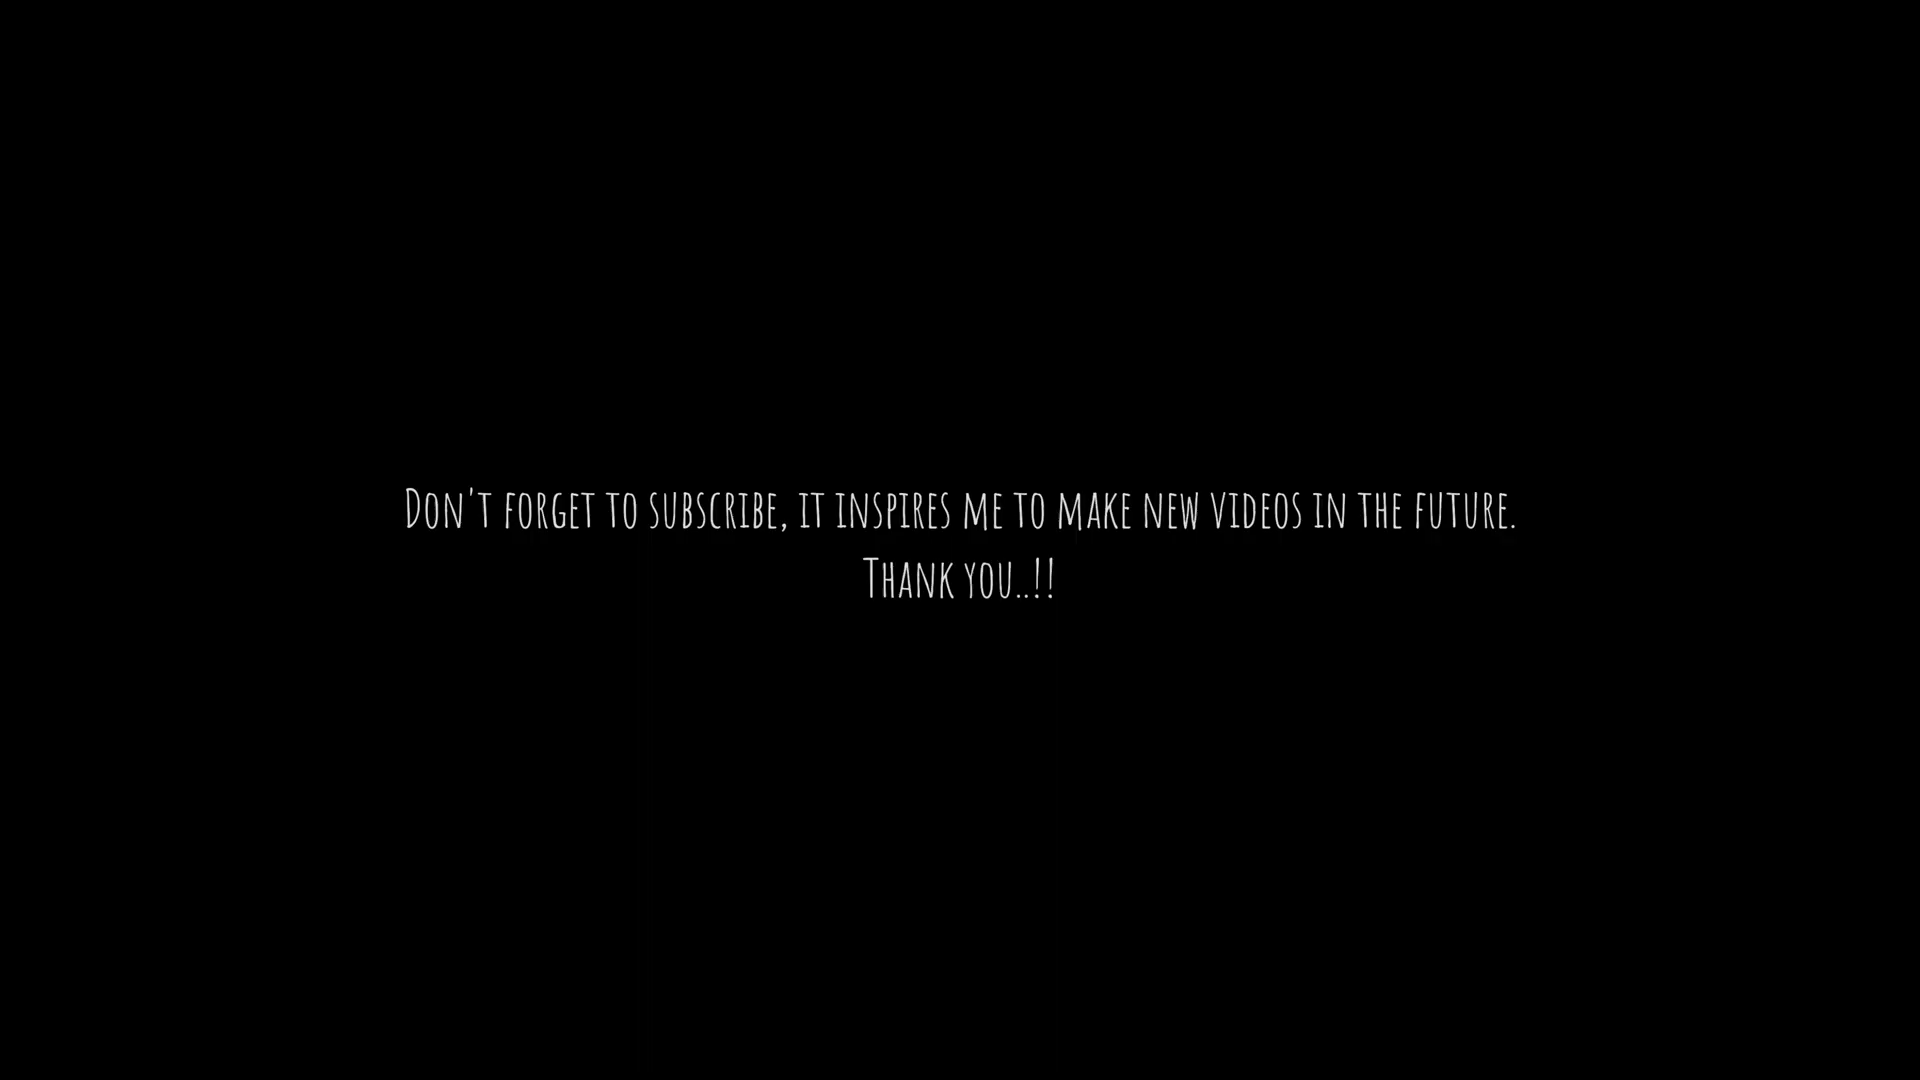 Don't forget to subscribe, it inspires me to make new videos in the future.
Thank you..!!